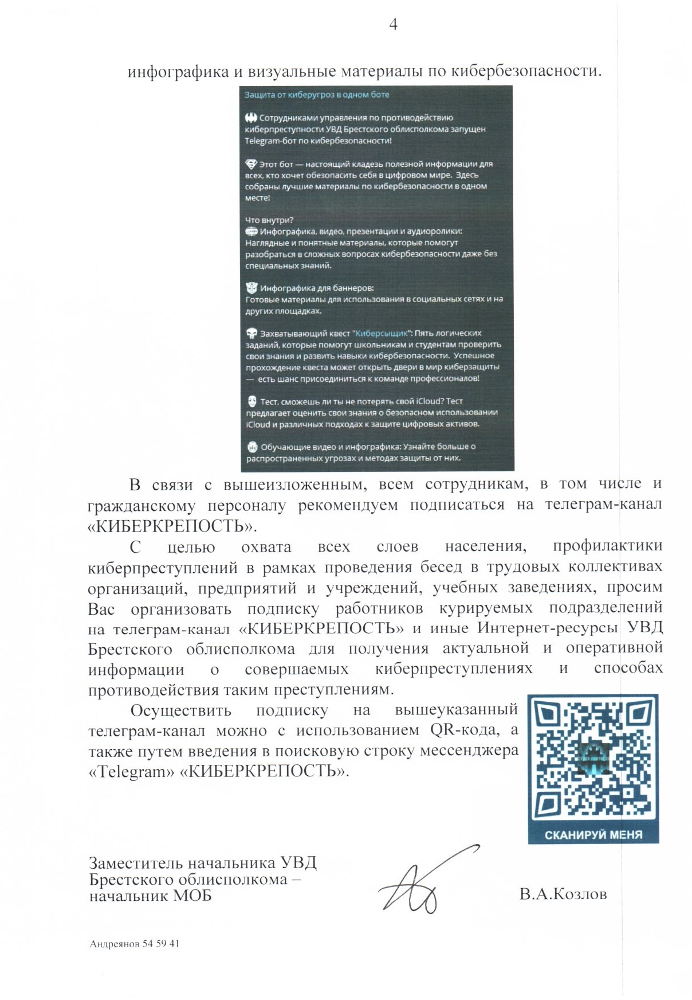 4
инфографика и визуальные материалы по кибербезопасности.
Защита от киберугроз в одном боте
Сотрудниками управления по противодействию
киберпреступности УВД Брестского облисполкома запущен
Telegram-бот по кибербезопасности!
Этот бот — настоящий кладезь полезной информации для
всех, кто хочет обезопасить себя в цифровом мире. Здесь
собраны лучшие материалы по кибербезопасности в одном
месте!
Что внутри?
Инфографика, видео, презентации и аудиоролики:
Наглядные и понятные материалы, которые помогут
разобраться в сложных вопросах кибербезопасности даже без
специальных знаний.
Инфографика для баннеров:
Готовые материалы для использования в социальных сетях и на
других площадках.
Захватывающий квест "Киберсыщик": Пять логических
заданий, которые помогут школьникам и студентам проверить
свои знания и развить навыки кибербезопасности. Успешное
прохождение квеста может открыть двери в мир киберзащиты
— есть шанс присоединиться к команде профессионалов!
Тест, сможешь ли ты не потерять свой iCloud? Тест
предлагает оценить свои знания о безопасном использовании
iCloud и различных подходах к защите цифровых активов.
Обучающие видео и инфографика: Узнайте больше о
распространенных угрозах и методах защиты от них.
В связи с вышеизложенным, всем сотрудникам, в том числе и
гражданскому персоналу рекомендуем подписаться на телеграм-канал
«КИБЕРКРЕПОСТЬ».
С целью охвата всех слоев населения, профилактики
киберпреступлений в рамках проведения бесед в трудовых коллективах
организаций, предприятий и учреждений, учебных заведениях, просим
Вас организовать подписку работников курируемых подразделений
на телеграм-канал «КИБЕРКРЕПОСТЬ» и иные Интернет-ресурсы УВД
Брестского облисполкома для получения актуальной и оперативной
информации о совершаемых киберпреступлениях и способах
противодействия таким преступлениям.
Осуществить подписку на вышеуказанный
телеграм-канал можно с использованием QR-кода, а
также путем введения в поисковую строку мессенджера
«Telegram» «КИБЕРКРЕПОСТЬ».
CYBER FORTRESS
СКАНИРУЙ МЕНЯ
Заместитель начальника УВД
Брестского облисполкома –
начальник МОБ
В.А.Козлов
Андреянов 54 59 41